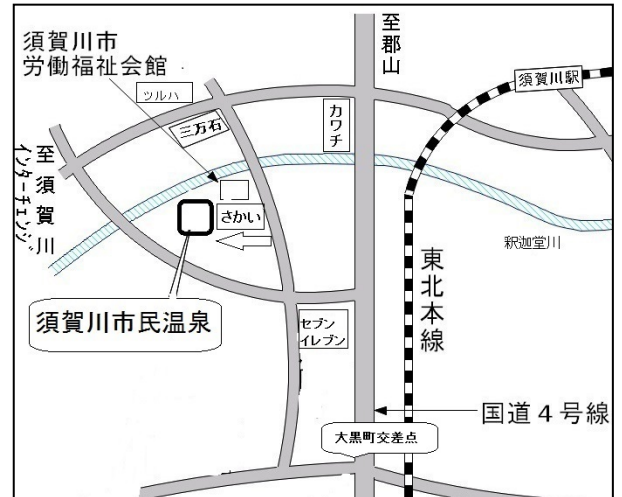 須賀川市
労働福祉会館
ツルハ
三万石
カワチ
至郡山
須賀川駅
至須賀川
インターチェンジ
さかい
釈迦堂川
須賀川市民温泉
セブン
イレブン
東北本線
国道４号線
大黒町交差点